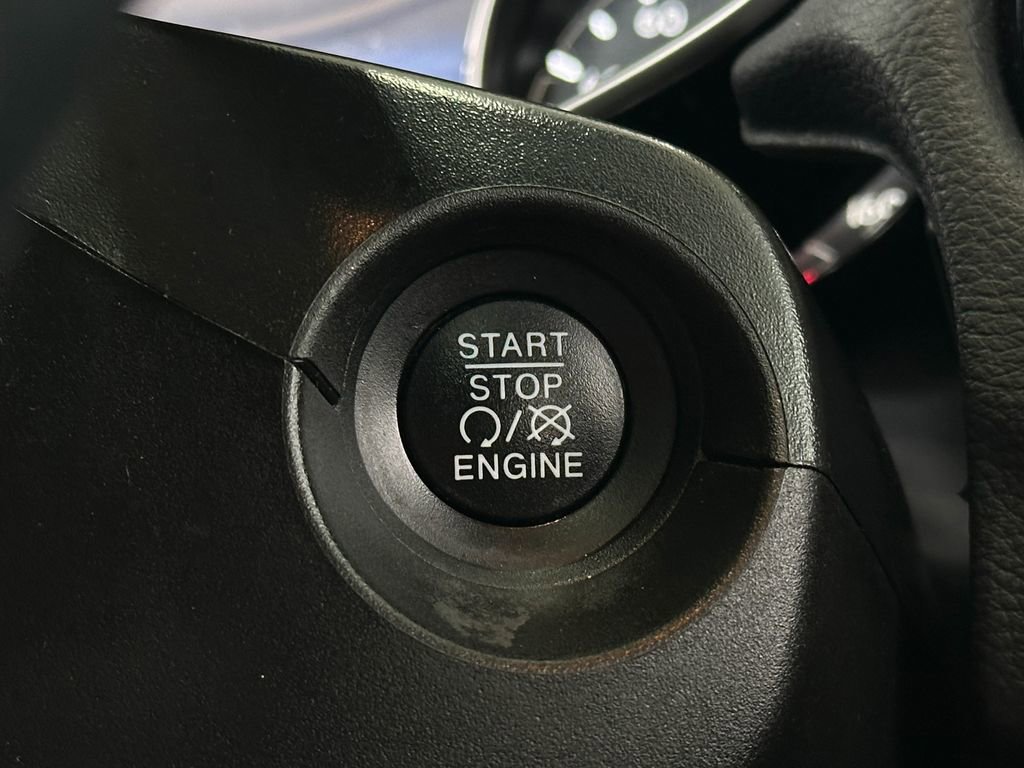 START
STOP
/
ENGINE